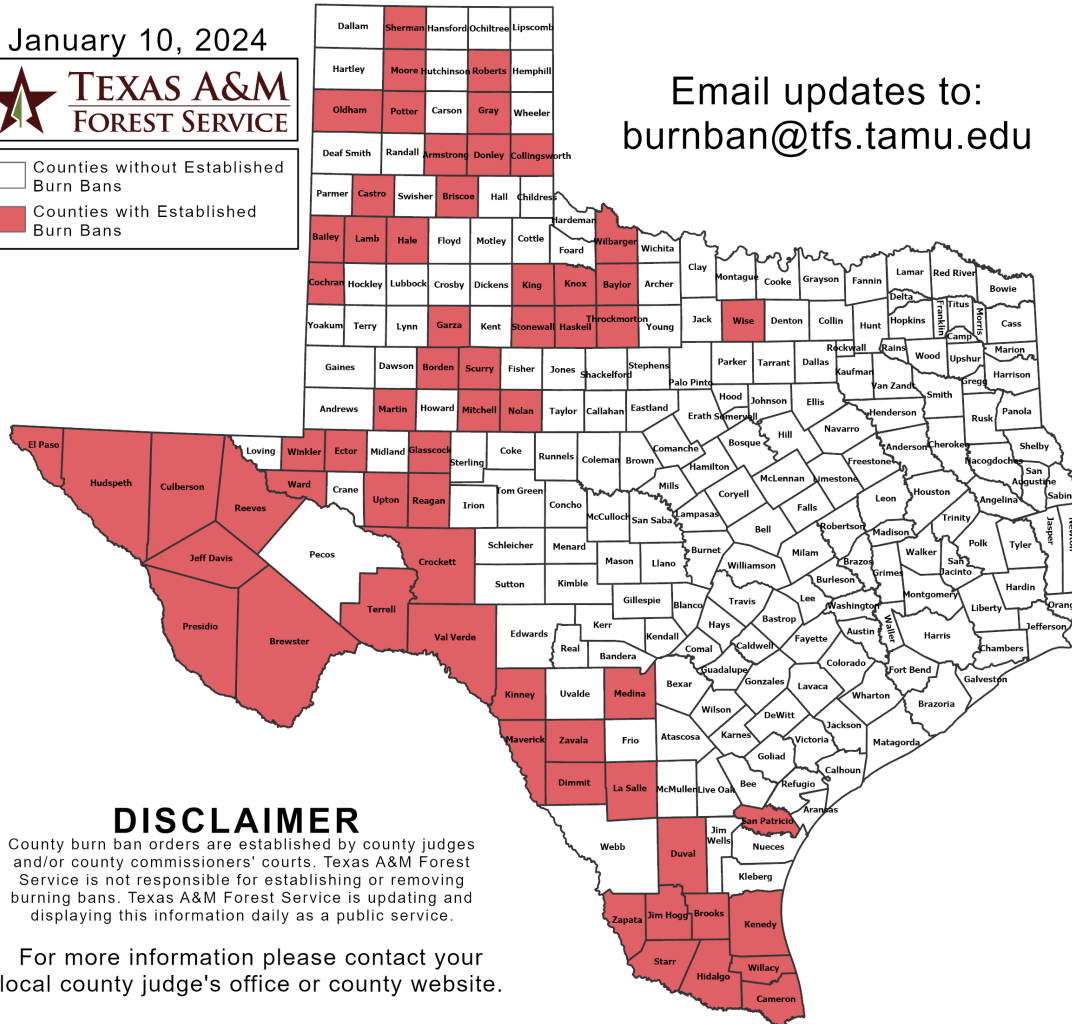 January 10, 2024
TEXAS A&M
FOREST SERVICE
Counties without Established
Burn Bans
Counties with Established
Burn Bans
Email updates to:
burnban@tfs.tamu.edu
Dallam Sherman Hansford Ochiltree Lipscomb
Hartley Moore Hutchinson Roberts Hemphill
Oldham Potter Carson Gray Wheeler
Deaf Smith Randall Armstrong Donley Collingsworth
Parmer Castro Swisher Briscoe Hall Childress
Hardeman
Bailey Lamb Hale Floyd Motley Cottle Foard Wilbarger Wichita
Clay Montague Cooke Grayson Fannin Lamar Red River Bowie
Cochran Hockley Lubbock Crosby Dickens King Knox Baylor Archer
Delta Titus Franklin Morris
Yoakum Terry Lynn Garza Kent Stonewall Haskell Throckmorton Young Jack Wise Denton Collin Hunt Hopkins Camp Cass
Rockwall Rains Wood Upshur Marion
Gaines Dawson Borden Scurry Fisher Jones Shackelford Stephens Palo Pinto Parker Tarrant Dallas Kaufman Van Zandt Smith Gregg Harrison
Andrews Martin Howard Mitchell Nolan Taylor Callahan Eastland Erath Hood Somervell Johnson Ellis Henderson Rusk Panola
El Paso Loving Winkler Ector Midland Glasscock Sterling Coke Runnels Coleman Brown Comanche Bosque Hill Navarro Anderson Cherokee Shelby
Hamilton Freestone Nacogdoches San
Augustine
Hudspeth Culberson Reeves Ward Crane Upton Reagan Irion Tom Green Concho Mills Coryell McLennan Limestone Leon Houston Angelina Sabin
McCulloch San Saba Lampasas Bell Falls Robertson Madison Trinity Polk Tyler Jasper Newton
Jeff Davis Pecos Crockett Schleicher Menard Mason Llano Burnet Williamson Milam Brazos Grimes Walker San
Jacinto
Sutton Kimble Gillespie Blanco Travis Lee Burleson Washington Montgomery Liberty Hardin Orang
Presidio Brewster Terrell Val Verde Edwards Kerr Kendall Hays Bastrop Fayette Austin Waller Harris Chambers Jefferson
Real Bandera Comal Caldwell Guadalupe Gonzales Colorado Fort Bend Galveston
Kinney Uvalde Medina Bexar Wilson Lavaca Wharton Brazoria
Maverick Zavala Frio Atascosa Karnes DeWitt Victoria Jackson Matagorda
Dimmit La Salle McMullen Live Oak Bee Goliad Refugio Calhoun
Aransas
San Patricio
Webb Duval Jim
Wells
Nueces
Kleberg
Zapata Jim Hogg Brooks Kenedy
Starr Hidalgo Willacy
Cameron
DISCLAIMER
County burn ban orders are established by county judges
and/or county commissioners' courts. Texas A&M Forest
Service is not responsible for establishing or removing
burning bans. Texas A&M Forest Service is updating and
displaying this information daily as a public service.
For more information please contact your
local county judge's office or county website.